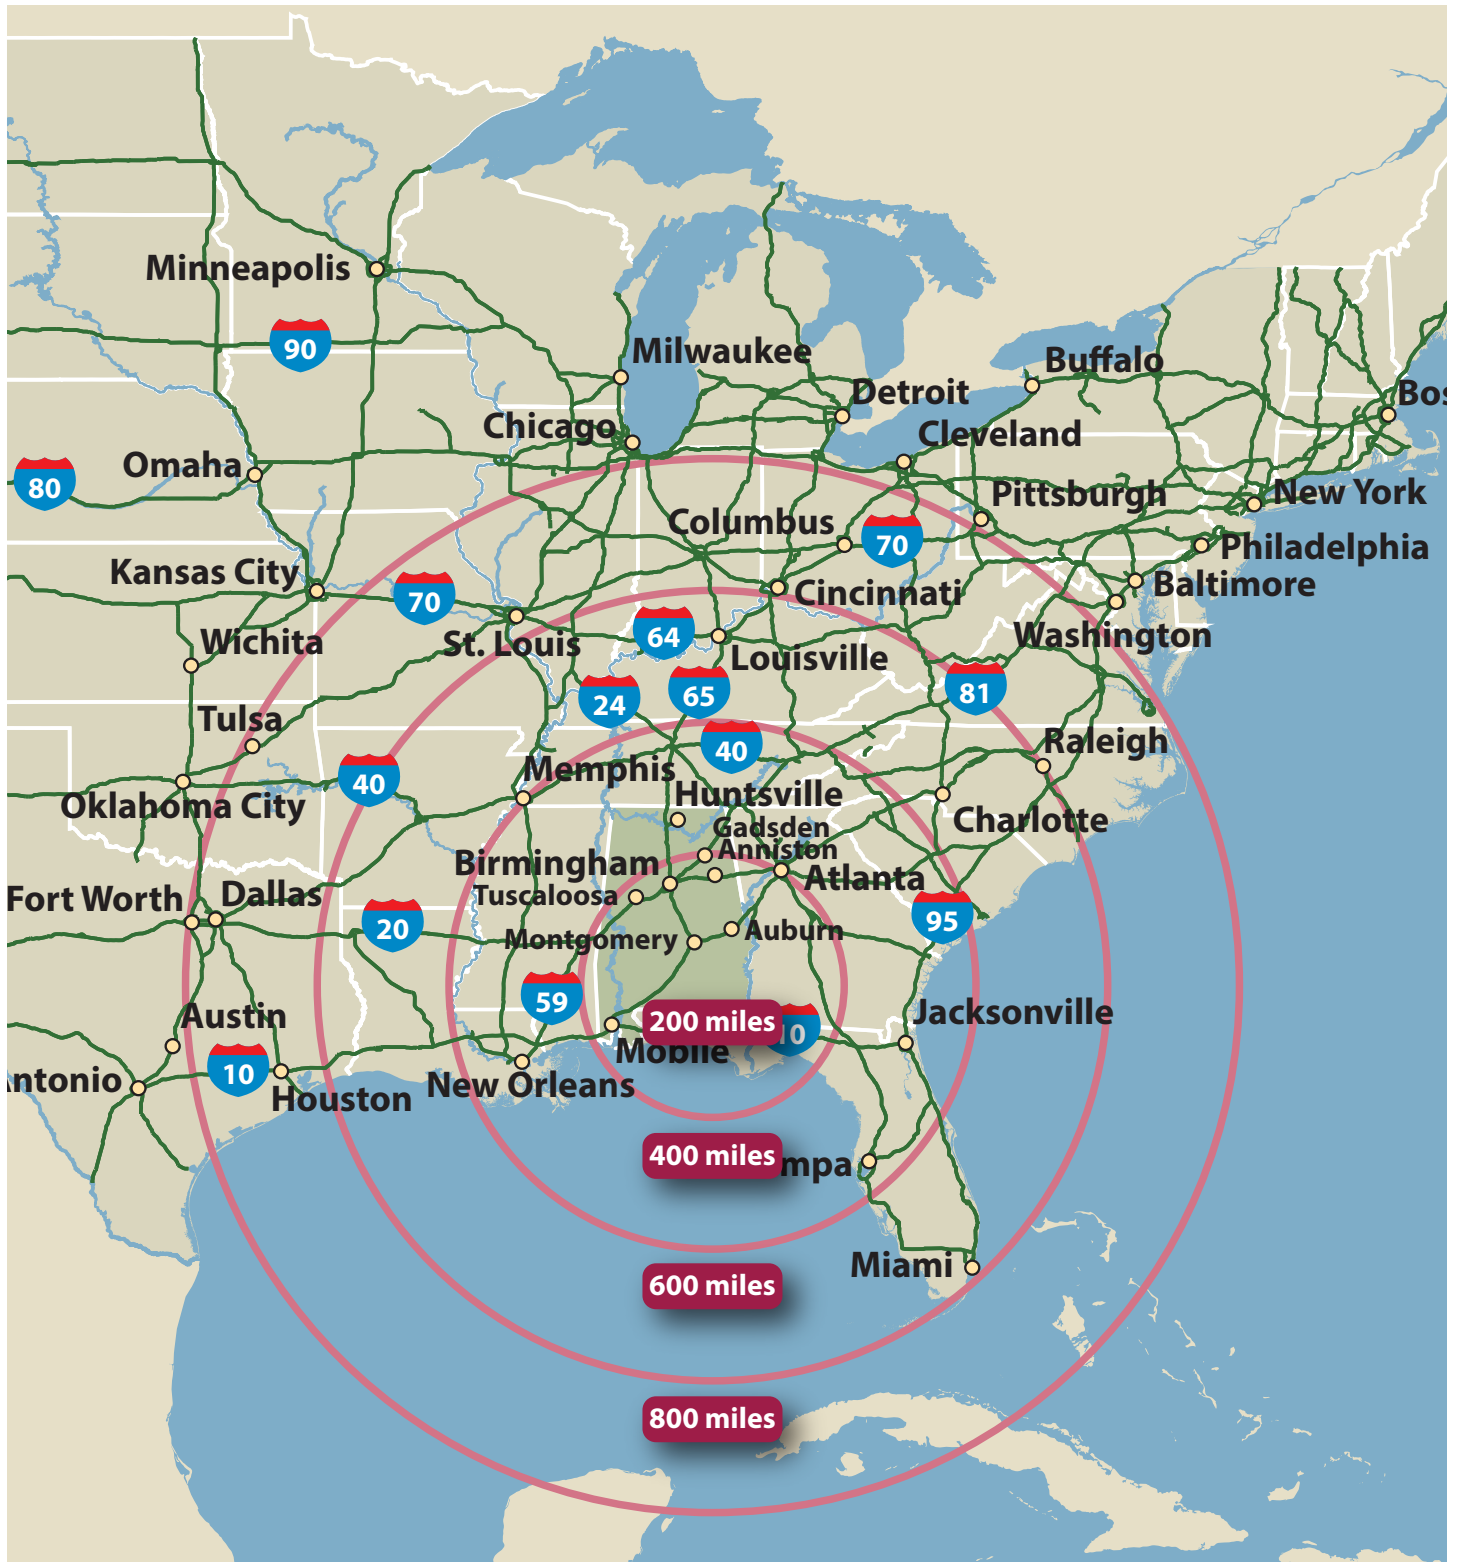 Minneapolis
90
Milwaukee
Buffalo
Detroit
Bos
Chicago
Cleveland
Omaha
80
Pittsburgh
New York
Columbus
70
Philadelphia
Kansas City
70
Cincinnati
Baltimore
Wichita
St. Louis
64
Washington
Louisville
24
65
81
Tulsa
40
Raleigh
40
Memphis
Oklahoma City
Huntsville
Charlotte
Gadsden
Anniston
Birmingham
Atlanta
Fort Worth
Dallas
Tuscaloosa
20
95
Montgomery
Auburn
59
Austin
200 miles
10
Jacksonville
Mobile
ntonio
10
Houston
New Orleans
400 miles
mpa
Miami
600 miles
800 miles